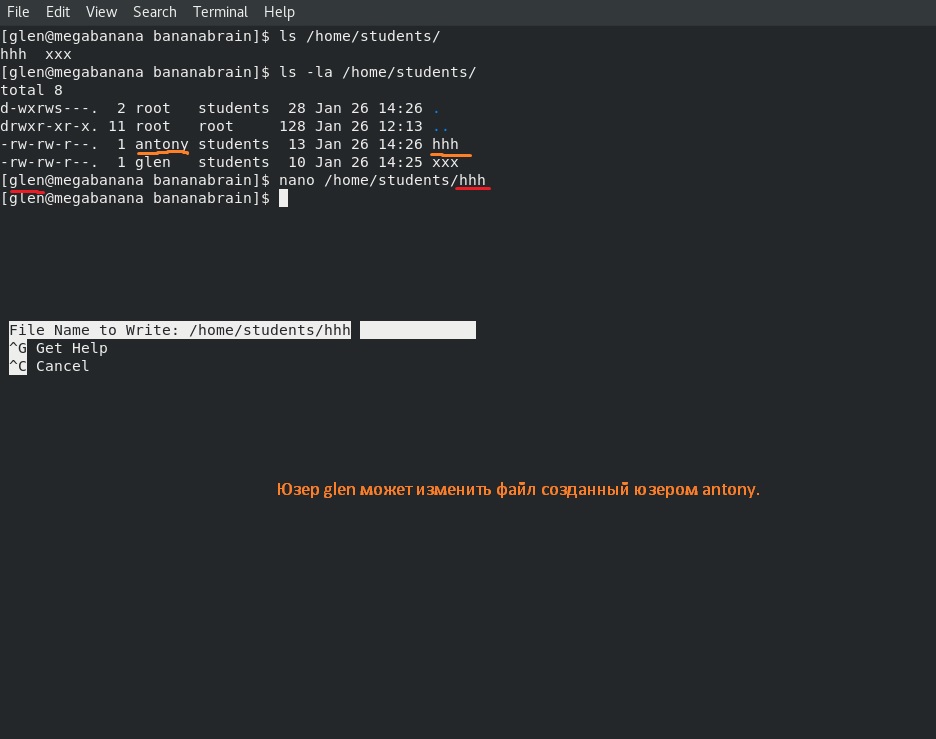 File Edit View Search Terminal Help
[glen@megabanana bananabrain]$ ls /home/students/
hhh  xxx
[glen@megabanana bananabrain]$ ls -la /home/students/
total 8
d-wxrws---.  2 root   students  28 Jan 26 14:26 .
drwxr-xr-x. 11 root   root     128 Jan 26 12:13 ..
-rw-rw-r--.  1 antony students  13 Jan 26 14:26 hhh
-rw-rw-r--.  1 glen   students  10 Jan 26 14:25 xxx
[glen@megabanana bananabrain]$ nano /home/students/hhh
[glen@megabanana bananabrain]$
File Name to Write: /home/students/hhh
^G Get Help
^C Cancel
Юзер glen может изменить файл созданный юзером antony.